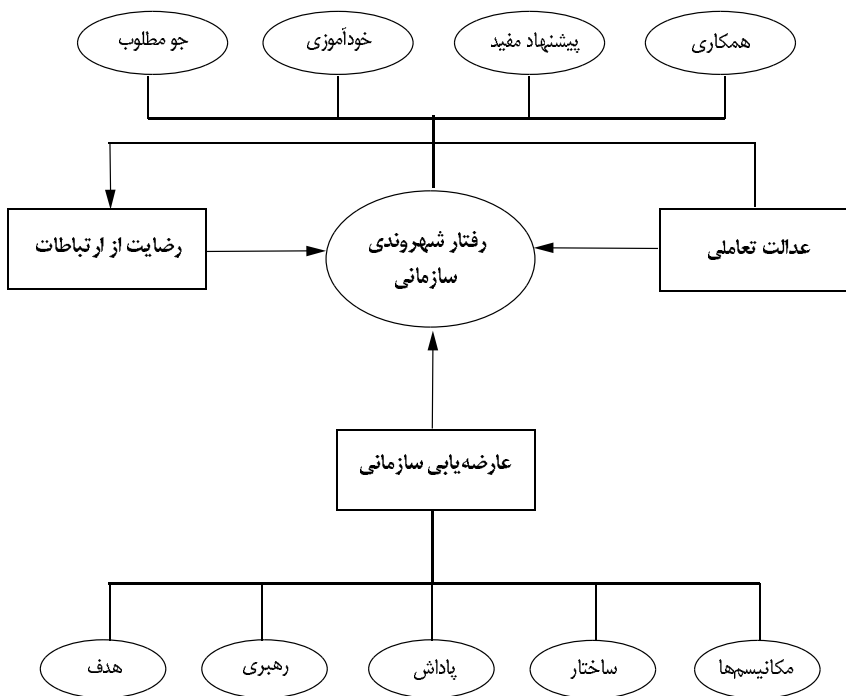 همکاری
پیشنهاد مفید
خودآموزی
جو مطلوب
عدالت تعاملی
رفتار شهروندی
سازمانی
رضایت از ارتباطات
عارضه‌یابی سازمانی
مکانیسم‌ها
ساختار
پاداش
رهبری
هدف